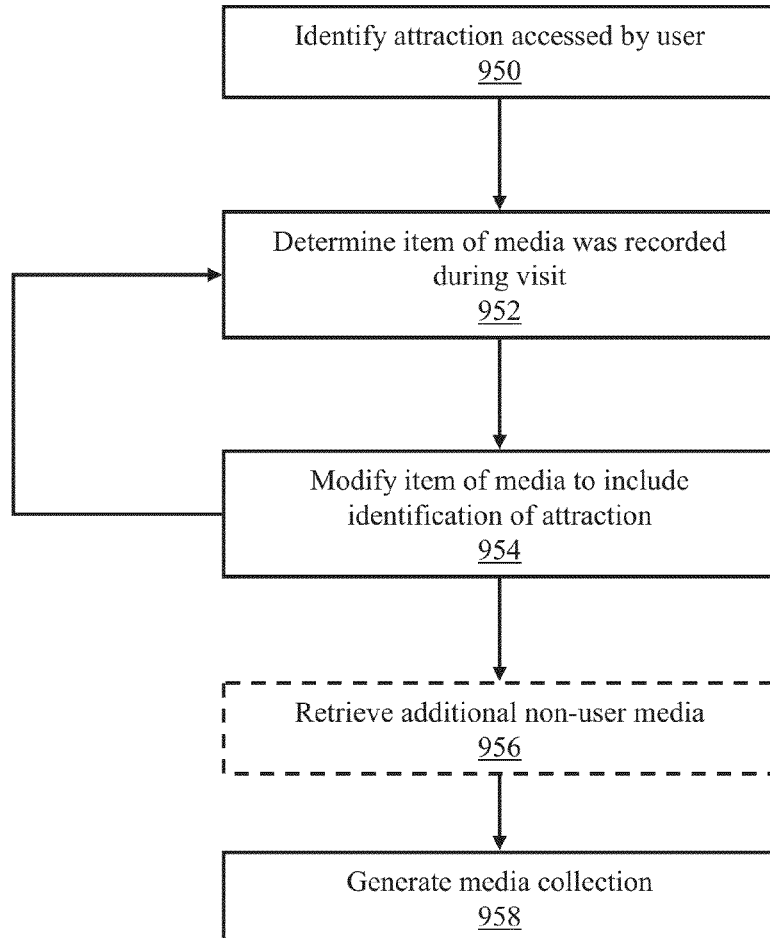 Identify attraction accessed by user
950
Determine item of media was recorded
during visit
952
Modify item of media to include
identification of attraction
954
Retrieve additional non-user media
956
Generate media collection
958